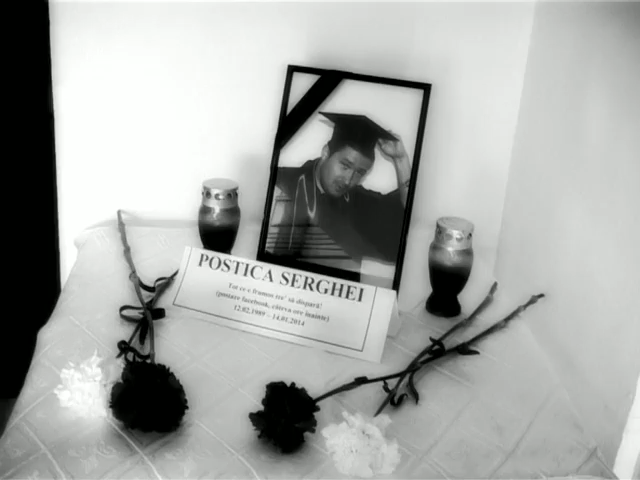 POSTICA SERGHEI
Tot ce-i frumos tre' să dispară!
(postare facebook, câteva ore înainte)
12.02.1989 – 14.01.2014